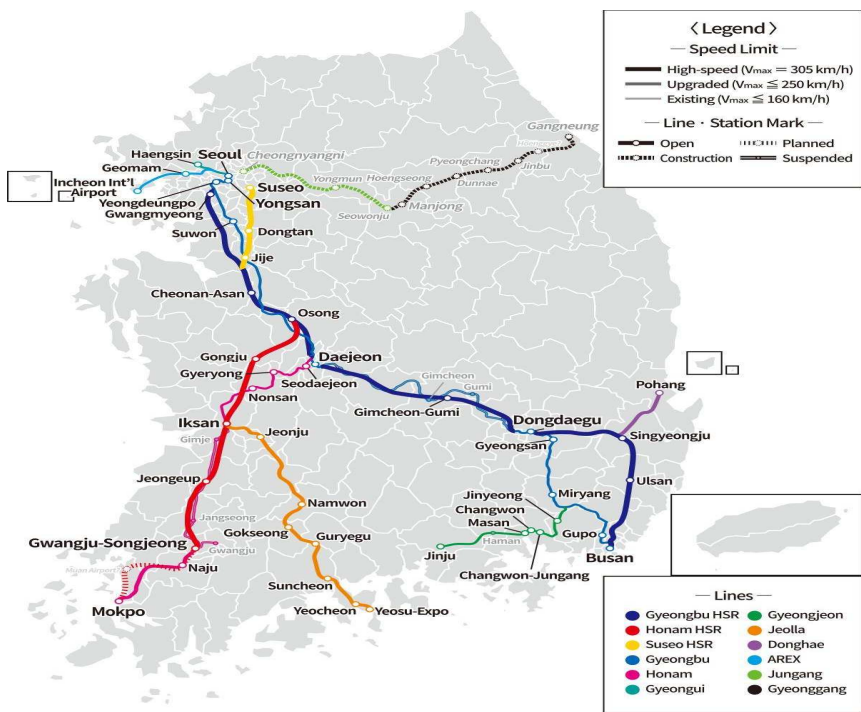 〈 Legend 〉
— Speed Limit —
High-speed (Vmax = 305 km/h)
Upgraded (Vmax ≦ 250 km/h)
Existing (Vmax ≦ 160 km/h)
— Line · Station Mark —
Open
Planned
Construction
Suspended
Gangneung
Haengsin
Seoul
Cheongnyangni
Geomam
Pyeongchang
Jinbu
Incheon Int'l
Airport
Suseo
Yongmun
Hoengseong
Dunnae
Yeongdeungpo
Yongsan
Gwangmyeong
Seowonju
Manjong
Suwon
Dongtan
Jije
Cheonan-Asan
Osong
Gongju
Daejeon
Gyeryong
Seodaejeon
Gimcheon
Gumi
Pohang
Nonsan
Gimcheon-Gumi
Dongdaegu
Iksan
Jeonju
Gyeongsan
Singyeongju
Gimje
Jeongeup
Ulsan
Jinyeong
Miryang
Namwon
Changwon
Jangseong
Gokseong
Masan
Guryegu
Haman
Gupo
Gwangju-Songjeong
Gwangju
Jinju
Busan
Muan Airport
Naju
Changwon-Jungang
Suncheon
Mokpo
Yeocheon
Yeosu-Expo
— Lines —
Gyeongbu HSR
Gyeongjeon
Honam HSR
Jeolla
Suseo HSR
Donghae
Gyeongbu
AREX
Honam
Jungang
Gyeongui
Gyeonggang